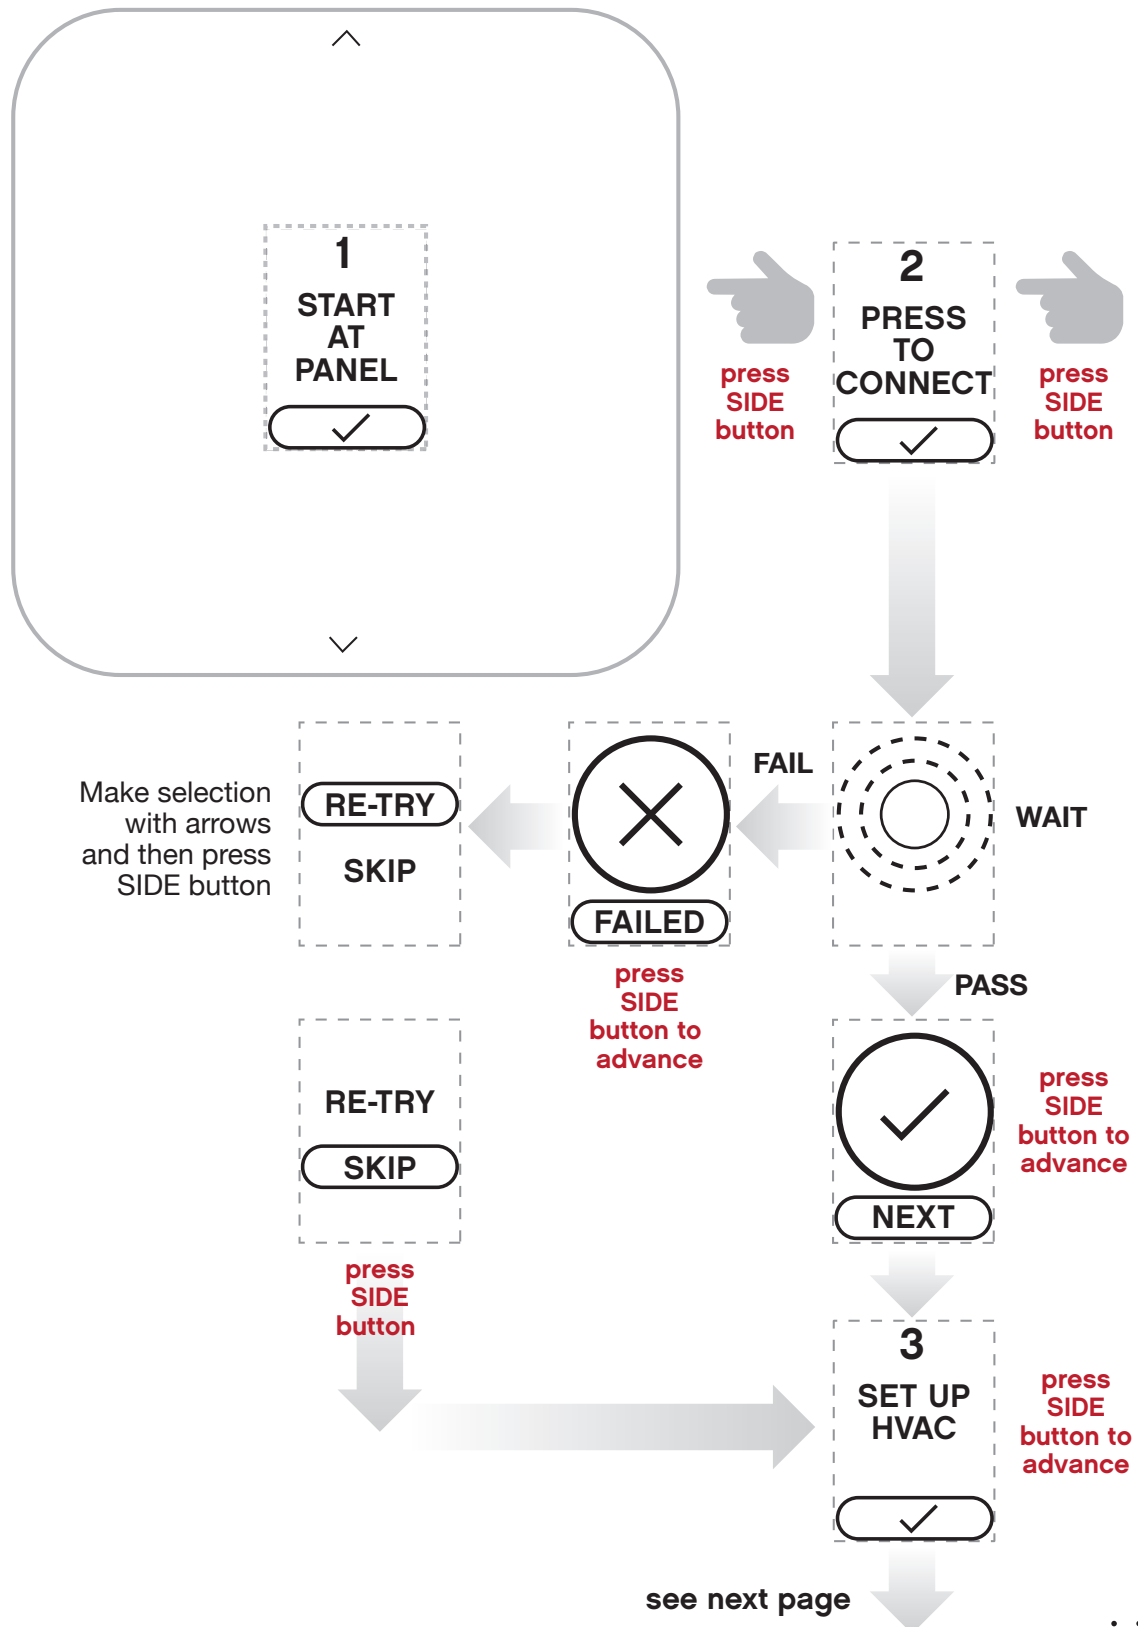 1
START
AT
PANEL
press
SIDE
button
2
PRESS
TO
CONNECT
press
SIDE
button
Make selection
with arrows
and then press
SIDE button
RE-TRY
SKIP
FAILED
press
SIDE
button to
advance
FAIL
WAIT
PASS
RE-TRY
SKIP
press
SIDE
button
NEXT
press
SIDE
button to
advance
3
SET UP
HVAC
press
SIDE
button to
advance
see next page